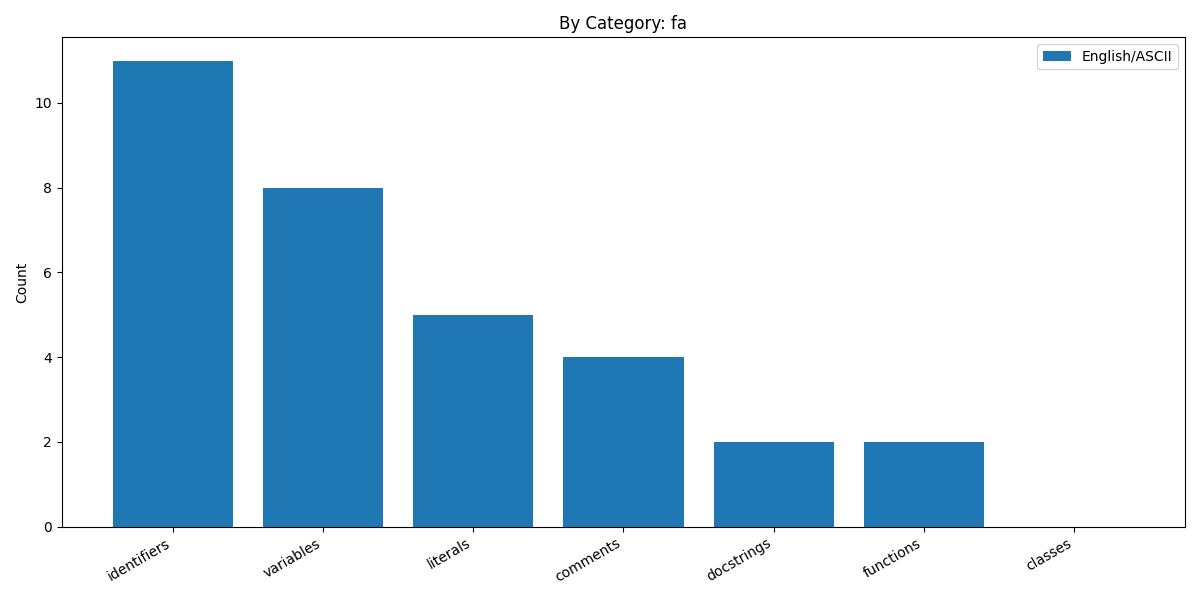 By Category: fa
English/ASCII
Count
10
8
6
4
2
0
identifiers
variables
literals
comments
docstrings
functions
classes